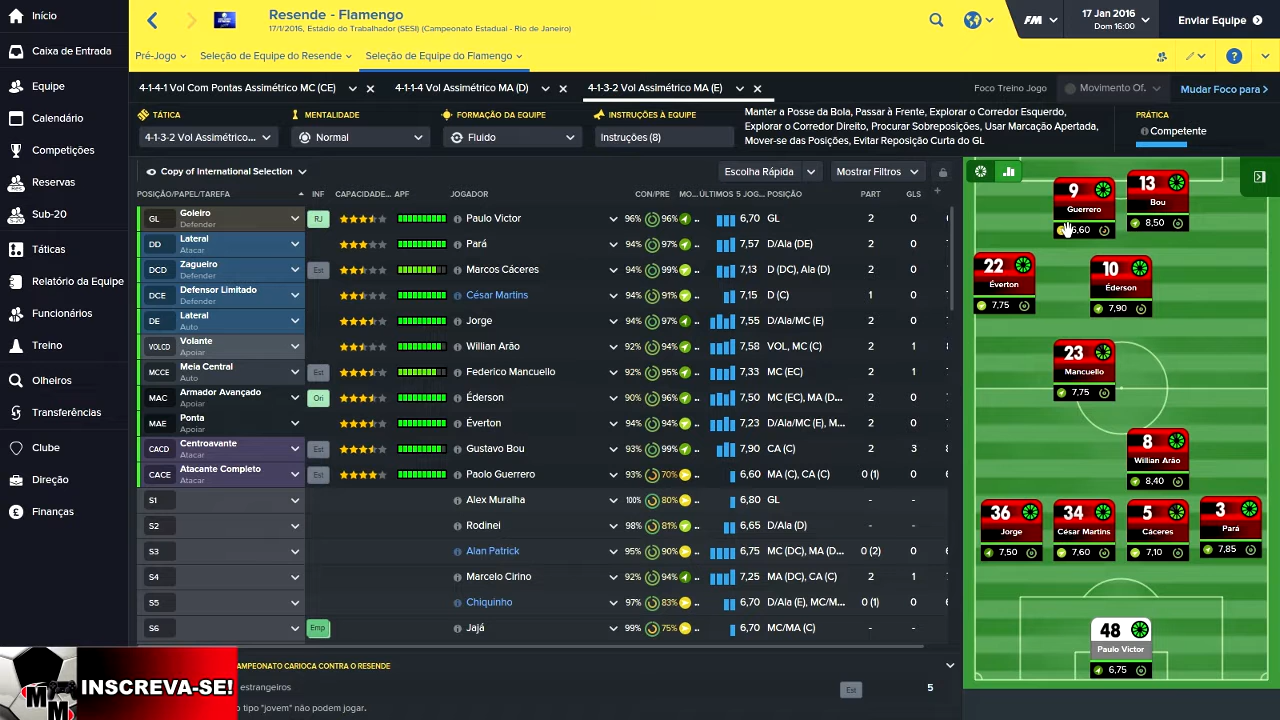 Início
Caixa de Entrada
Equipe
Calendário
Competições
Reservas
Sub-20
Táticas
Relatório da Equipe
Funcionários
Treino
Olheiros
Transferências
Clube
Direção
Finanças
Resende - Flamengo
17/1/2016, Estádio do Trabalhador (SESI) (Campeonato Estadual - Rio de Janeiro)
FM
17 Jan 2016
Dom 16:00
Enviar Equipe
Pré-Jogo
Seleção de Equipe do Resende
Seleção de Equipe do Flamengo
?
4-1-4-1 Vol Com Pontas Assimétrico MC (CE)
4-1-1-4 Vol Assimétrico MA (D)
4-1-3-2 Vol Assimétrico MA (E)
Foco Treino Jogo
Movimento Of.
Mudar Foco para >
TÁTICA
4-1-3-2 Vol Assimétrico...
MENTALIDADE
Normal
FORMAÇÃO DA EQUIPE
Fluido
INSTRUÇÕES À EQUIPE
Instruções (8)
Manter a Posse da Bola, Passar à Frente, Explorar o Corredor Esquerdo,
Explorar o Corredor Direito, Procurar Sobreposições, Usar Marcação Apertada,
Mover-se das Posições, Evitar Reposição Curta do GL
PRÁTICA
Competente
Copy of International Selection
Escolha Rápida
Mostrar Filtros
POSIÇÃO/PAPEL/TAREFA INF CAPACIDADE... APF JOGADOR CON/PRE MO... ÚLTIMOS 5 JOG... POSIÇÃO PART GLS
GL Goleiro Defender RJ Paulo Victor 96% 96% .. 6,70 GL 2 0
DD Lateral Atacar Pará 94% 94% .. 7,57 D/Ala (DE) 2 0
DCD Zagueiro Defender Est Marcos Cáceres 94% 99% .. 7,13 D (DC), Ala (D) 2 0
DCE Defensor Limitado Defender César Martins 94% 91% .. 7,15 D (C) 1 0
DE Lateral Auto Jorge 94% 97% .. 7,55 D/Ala/MC (E) 2 0
VOLCD Volante Apoiar Willian Arão 92% 94% .. 7,58 VOL, MC (C) 2 1
MCCE Meia Central Auto Est Federico Mancuello 92% 95% .. 7,33 MC (EC) 2 1
MAC Armador Avançado Apoiar Ori Éderson 90% 96% .. 7,50 MC (EC), MA (D... 2 0
MAE Ponta Apoiar Éverton 94% 94% .. 7,23 D/Ala/MC (E), M... 2 0
CACD Centroavante Atacar Est Gustavo Bou 93% 99% .. 7,90 CA (C) 2 3
CACE Atacante Completo Atacar Est Paolo Guerrero 93% 70% .. 6,60 MA (C), CA (C) 0 (1) 0
S1 Alex Muralha 100% 80% .. 6,80 GL - -
S2 Rodinei 98% 81% .. 6,65 D/Ala (D) - -
S3 Alan Patrick 95% 90% .. 6,75 MC (DC), MA (D... 0 (2) 0
S4 Marcelo Cirino 92% 94% .. 7,25 MA (DC), CA (C) 2 1
S5 Chiquinho 97% 83% .. 6,70 D/Ala (E), MC/M... 0 (1) 0
S6 Emp Jajá 99% 75% .. 6,70 MC/MA (C) - -
9
Guerrero
6.60
13
Bou
8.50
22
Éverton
7.75
10
Éderson
7,90
23
Mancuello
7,75
8
Willian Arão
8,40
36
Jorge
7,50
34
César Martins
7,60
5
Cáceres
7,10
3
Pará
7,85
48
Paulo Victor
6,75
CAMPEONATO CARIOCA CONTRA O RESENDE
estrangeiros
Est
5
tipo "jovem" não podem jogar.
INSCREVA-SE!